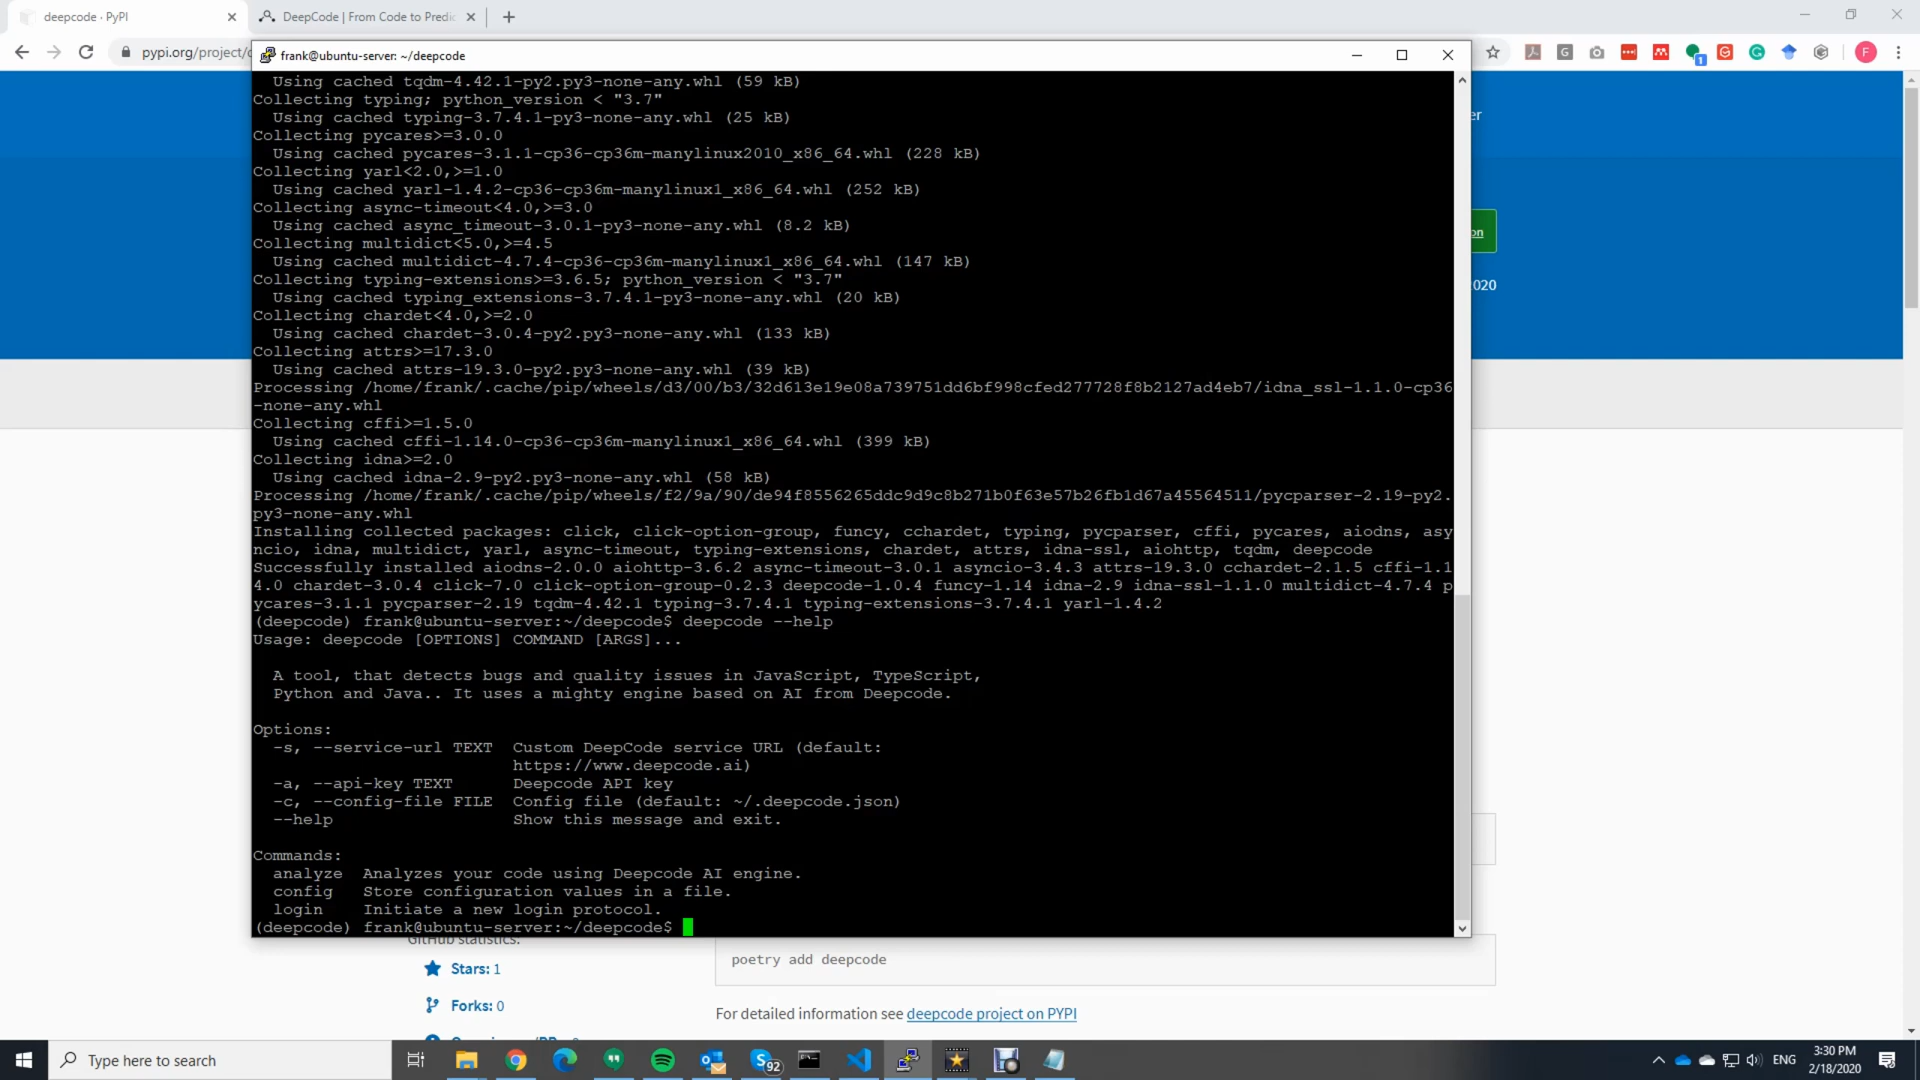 deepcode · PyPI
DeepCode | From Code to Predic
pypi.org/project/d
frank@ubuntu-server: ~/deepcode
Using cached tqdm-4.42.1-py2.py3-none-any.whl (59 kB)
Collecting typing; python_version < "3.7"
Using cached typing-3.7.4.1-py3-none-any.whl (25 kB)
Collecting pycares>=3.0.0
Using cached pycares-3.1.1-cp36-cp36m-manylinux2010_x86_64.whl (228 kB)
Collecting yarl<2.0,>=1.0
Using cached yarl-1.4.2-cp36-cp36m-manylinux1_x86_64.whl (252 kB)
Collecting async-timeout<4.0,>=3.0
Using cached async_timeout-3.0.1-py3-none-any.whl (8.2 kB)
Collecting multidict<5.0,>=4.5
Using cached multidict-4.7.4-cp36-cp36m-manylinux1_x86_64.whl (147 kB)
Collecting typing-extensions>=3.6.5; python_version < "3.7"
Using cached typing_extensions-3.7.4.1-py3-none-any.whl (20 kB)
Collecting chardet<4.0,>=2.0
Using cached chardet-3.0.4-py2.py3-none-any.whl (133 kB)
Collecting attrs>=17.3.0
Using cached attrs-19.3.0-py2.py3-none-any.whl (39 kB)
Processing /home/frank/.cache/pip/wheels/d3/00/b3/32d613e19e08a739751dd6bf998cfed277728f8b2127ad4eb7/idna_ssl-1.1.0-cp36
-none-any.whl
Collecting cffi>=1.5.0
Using cached cffi-1.14.0-cp36-cp36m-manylinux1_x86_64.whl (399 kB)
Collecting idna>=2.0
Using cached idna-2.9-py2.py3-none-any.whl (58 kB)
Processing /home/frank/.cache/pip/wheels/f2/9a/90/de94f8556265ddc9d9c8b271b0f63e57b26fb1d67a45564511/pycparser-2.19-py2.
py3-none-any.whl
Installing collected packages: click, click-option-group, funcy, cchardet, typing, pycparser, cffi, pycares, aiodns, asy
ncio, idna, multidict, yarl, async-timeout, typing-extensions, chardet, attrs, idna-ssl, aiohttp, tqdm, deepcode
Successfully installed aiodns-2.0.0 aiohttp-3.6.2 async-timeout-3.0.1 asyncio-3.4.3 attrs-19.3.0 cchardet-2.1.5 cffi-1.1
4.0 chardet-3.0.4 click-7.0 click-option-group-0.2.3 deepcode-1.0.4 funcy-1.14 idna-2.9 idna-ssl-1.1.0 multidict-4.7.4 p
ycares-3.1.1 pycparser-2.19 tqdm-4.42.1 typing-3.7.4.1 typing-extensions-3.7.4.1 yarl-1.4.2
(deepcode) frank@ubuntu-server:~/deepcode$ deepcode --help
Usage: deepcode [OPTIONS] COMMAND [ARGS]...
A tool, that detects bugs and quality issues in JavaScript, TypeScript,
Python and Java.. It uses a mighty engine based on AI from Deepcode.
Options:
-s, --service-url TEXT Custom DeepCode service URL (default:
https://www.deepcode.ai)
-a, --api-key TEXT Deepcode API key
-c, --config-file FILE Config file (default: ~/.deepcode.json)
--help Show this message and exit.
Commands:
analyze Analyzes your code using Deepcode AI engine.
config Store configuration values in a file.
login Initiate a new login protocol.
(deepcode) frank@ubuntu-server:~/deepcode$
er
on
020
GitHub statistics:
Stars: 1
Forks: 0
poetry add deepcode
For detailed information see deepcode project on PYPI
Type here to search
92
ENG
3:30 PM
2/18/2020